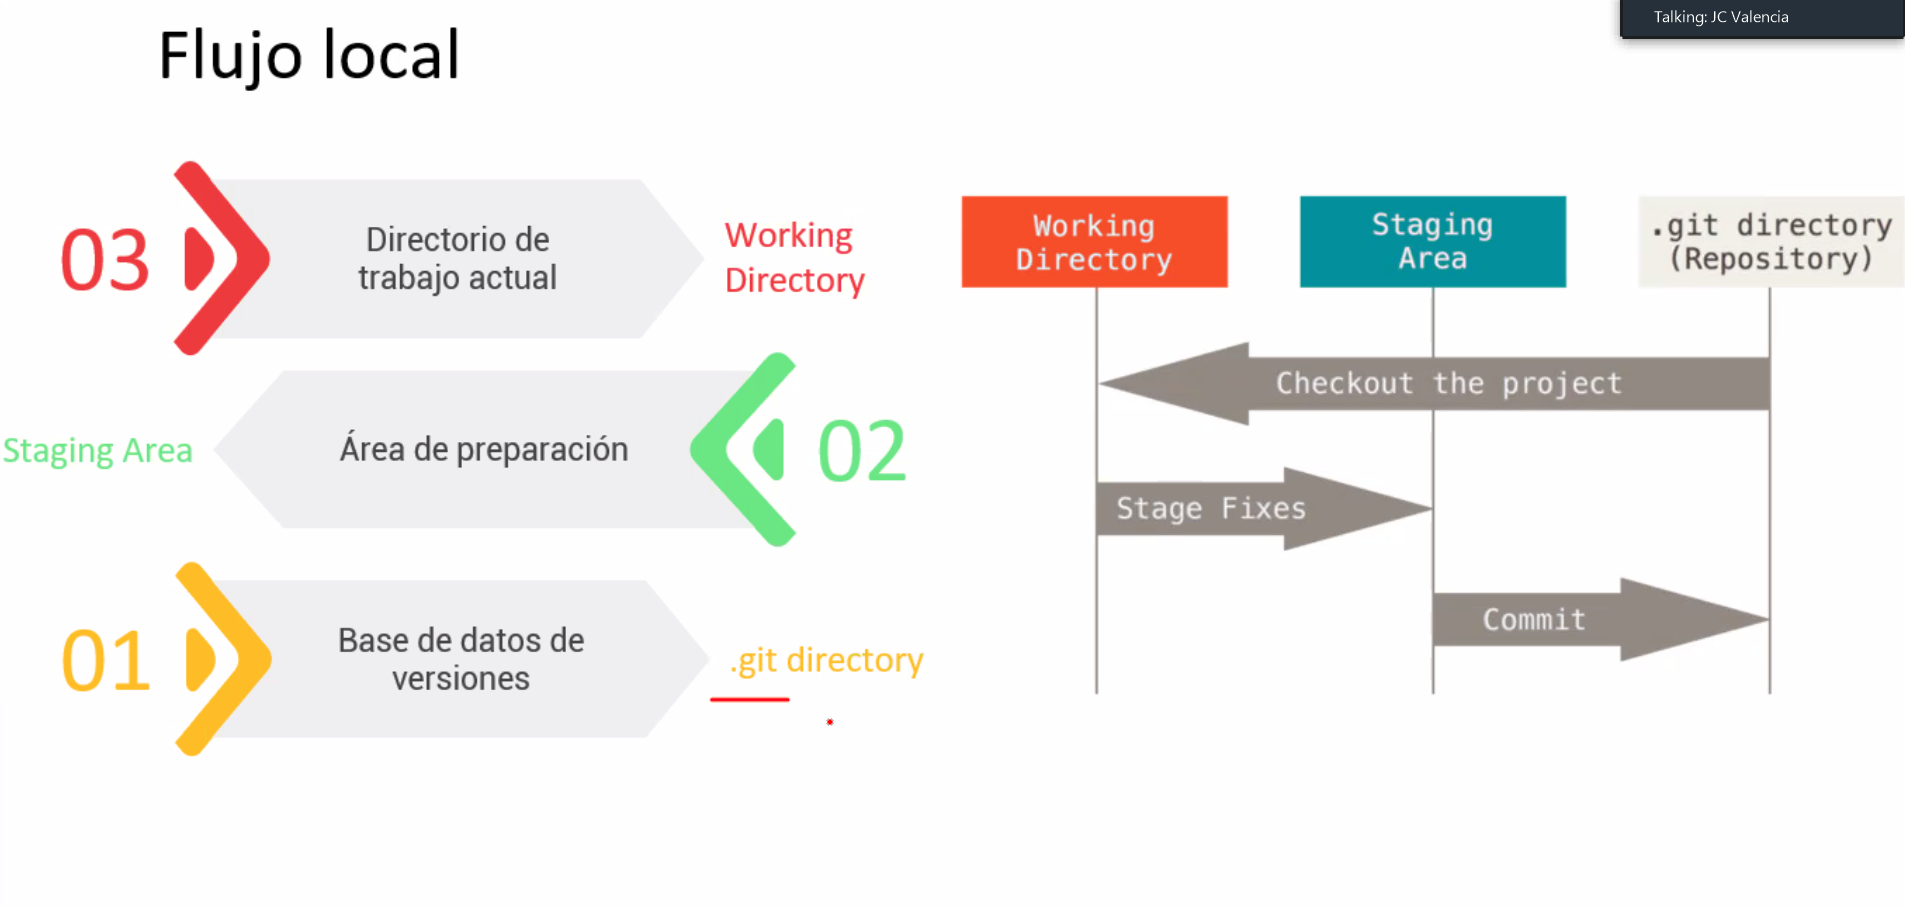 Talking: JC Valencia
Flujo local
03
Directorio de
trabajo actual
Working
Directory
Staging Area
Área de preparación
02
01
Base de datos de
versiones
.git directory
Working
Directory
Staging
Area
.git directory
(Repository)
Checkout the project
Stage Fixes
Commit